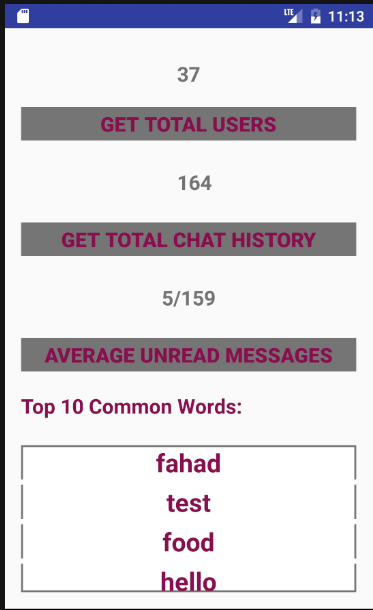 LTE 11:13
37
GET TOTAL USERS
164
GET TOTAL CHAT HISTORY
5/159
AVERAGE UNREAD MESSAGES
Top 10 Common Words:
fahad
test
food
hello